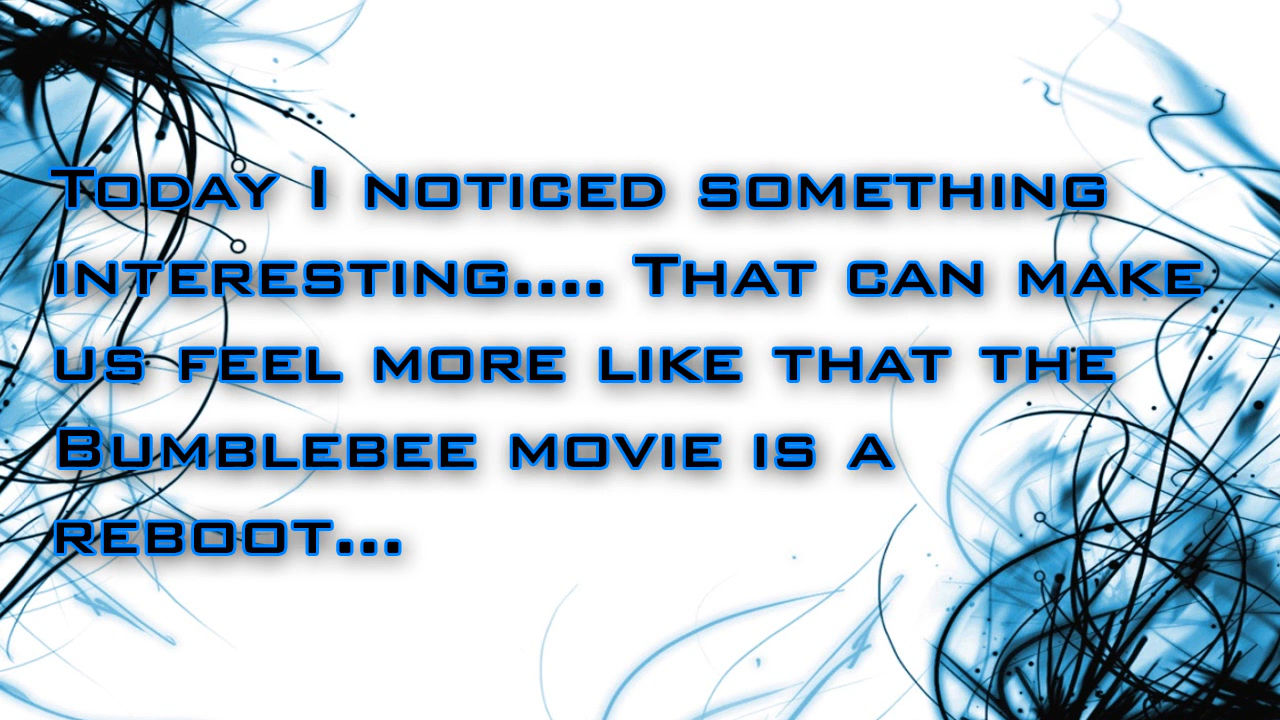 Today I noticed something
interesting.... That can make
us feel more like that the
Bumblebee movie is a
reboot...